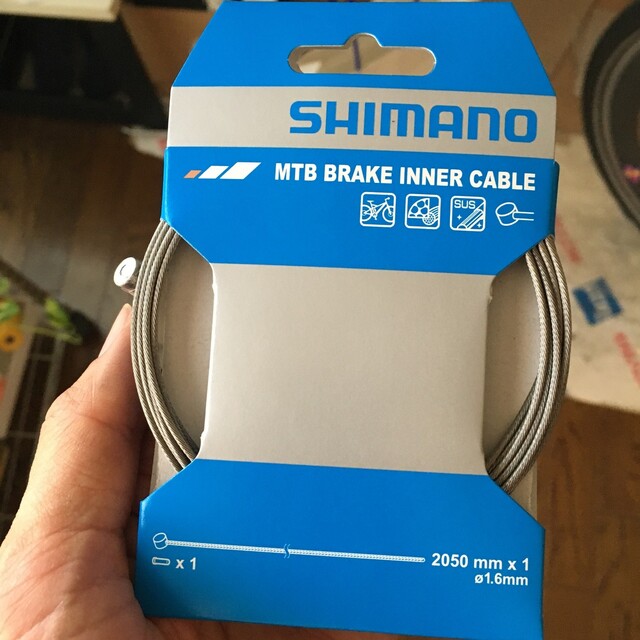 SHIMANO
MTB BRAKE INNER CABLE
SUS
x 1
2050 mm x 1
ø1.6mm